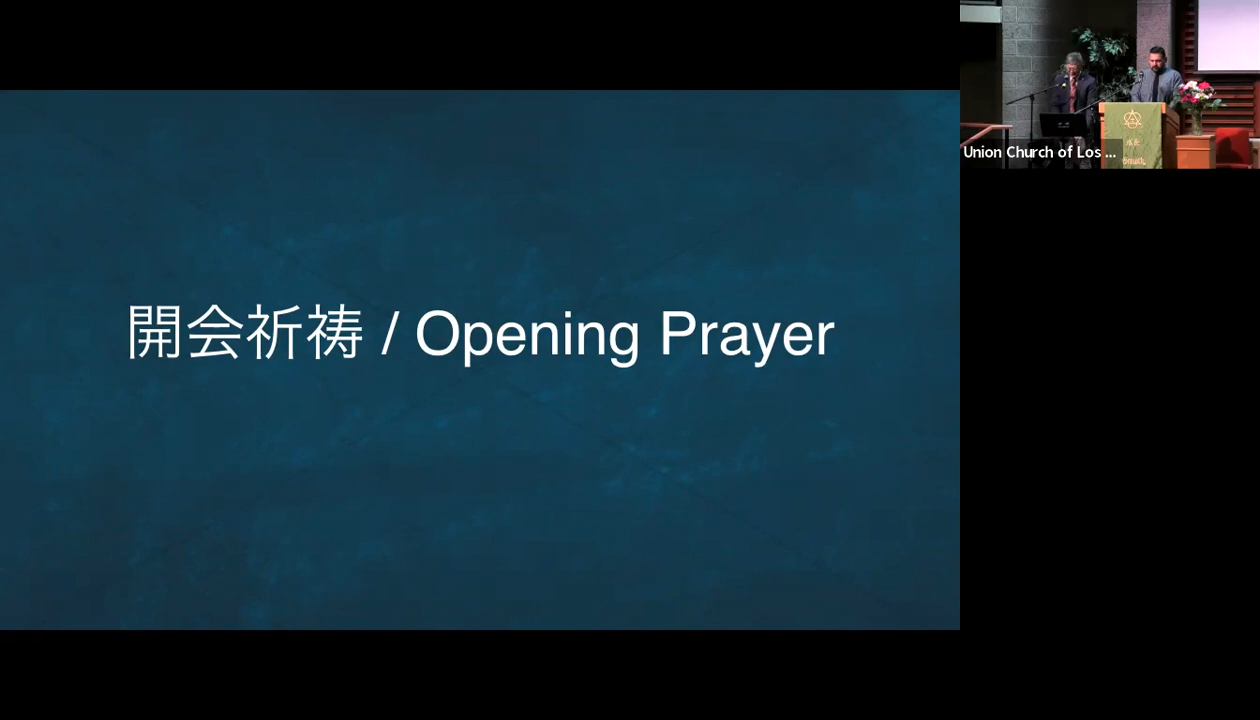 開会祈祷 / Opening Prayer
Union Church of Los ...